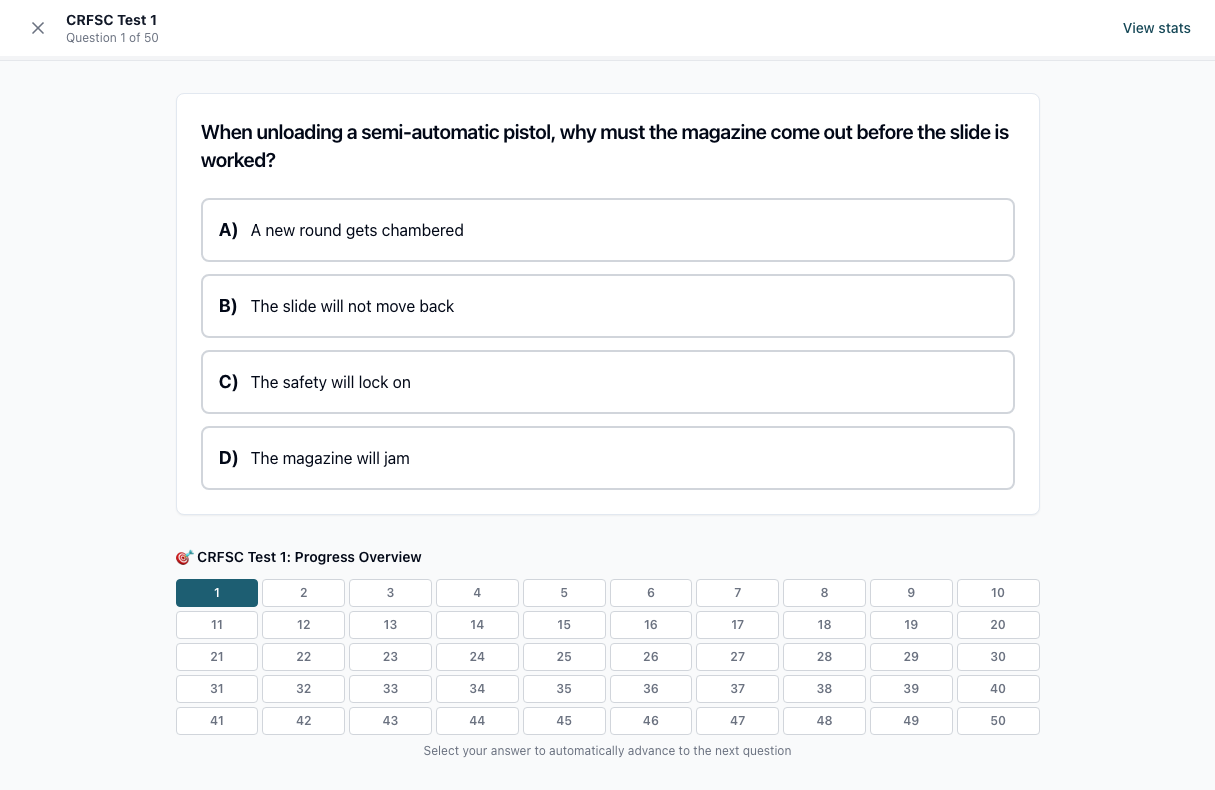 CRFSC Test 1
Question 1 of 50
View stats
When unloading a semi-automatic pistol, why must the magazine come out before the slide is
worked?
A) A new round gets chambered
B) The slide will not move back
C) The safety will lock on
D) The magazine will jam
🎯 CRFSC Test 1: Progress Overview
1 2 3 4 5 6 7 8 9 10
11 12 13 14 15 16 17 18 19 20
21 22 23 24 25 26 27 28 29 30
31 32 33 34 35 36 37 38 39 40
41 42 43 44 45 46 47 48 49 50
Select your answer to automatically advance to the next question